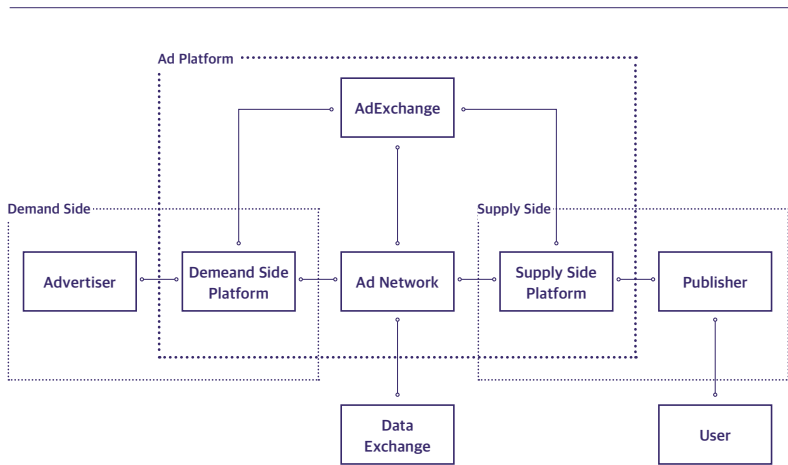 Ad Platform
AdExchange
Demand Side
Supply Side
Advertiser
Demeand Side
Platform
Ad Network
Supply Side
Platform
Publisher
Data
Exchange
User